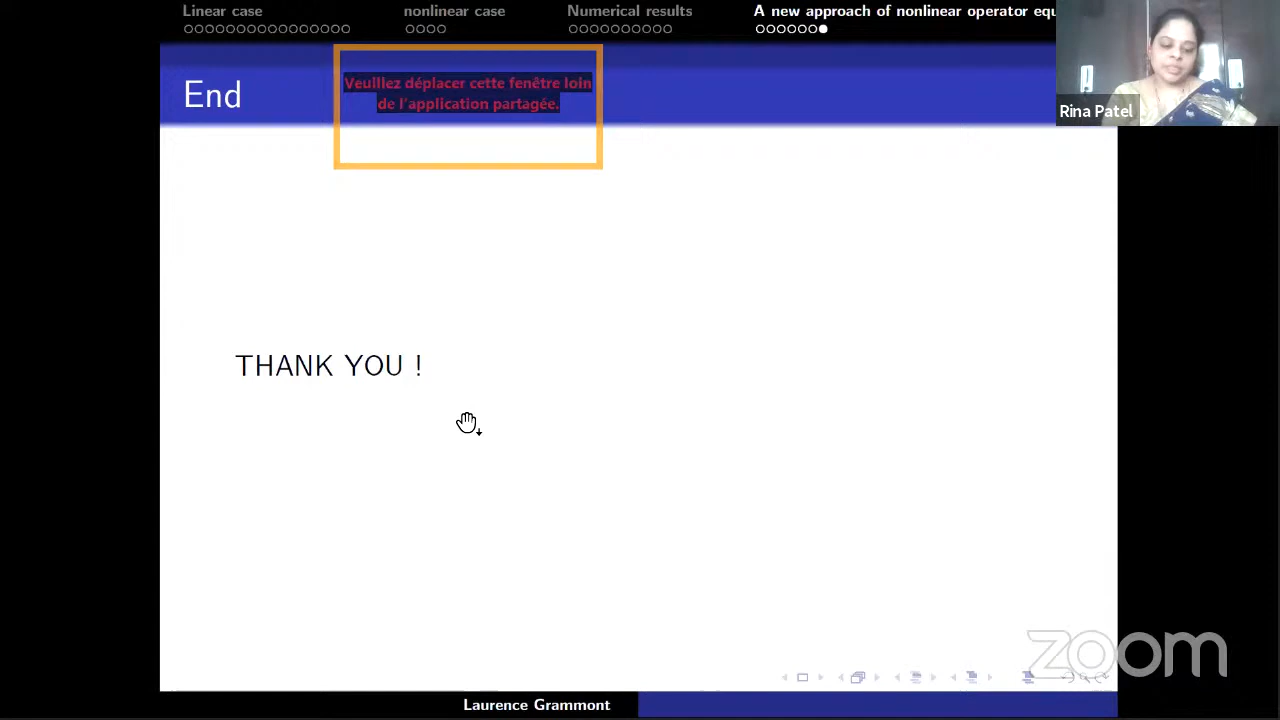 Linear case
nonlinear case
Numerical results
A new approach of nonlinear operator equ
End
Veuillez déplacer cette fenêtre loin
de l'application partagée.
Rina Patel
THANK YOU !
zoom
Laurence Grammont